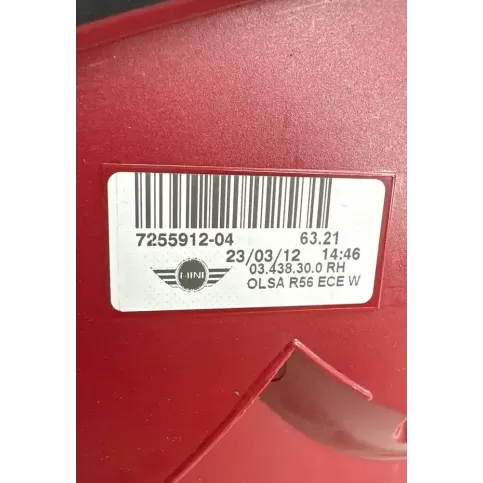 7255912-04 63.21
23/03/12 14:46
03.438.30.0 RH
MINI
OLSA R56 ECE W